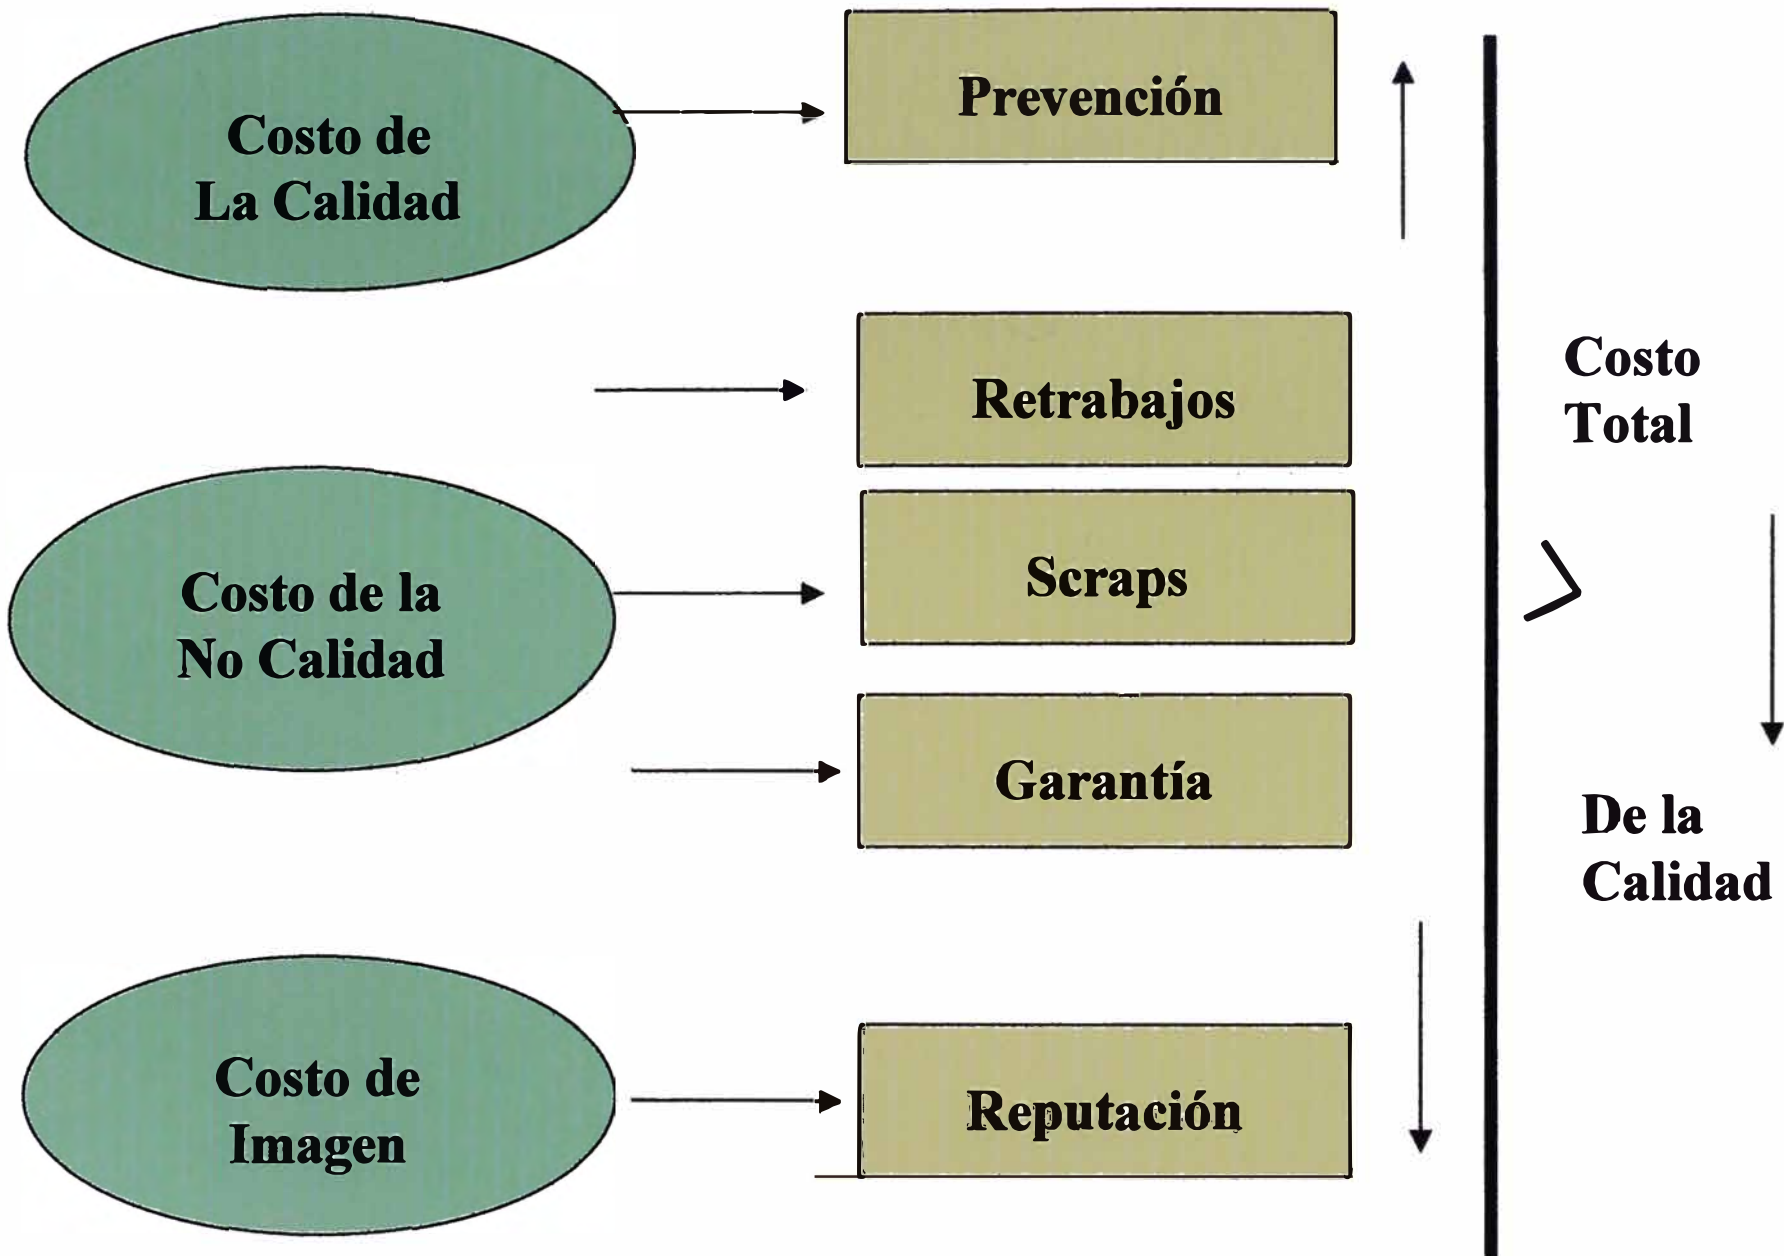 Costo de
La Calidad
Prevención
Retrabajos
Costo de la
No Calidad
Scraps
Garantía
Costo de
Imagen
Reputación
Costo
Total
De la
Calidad